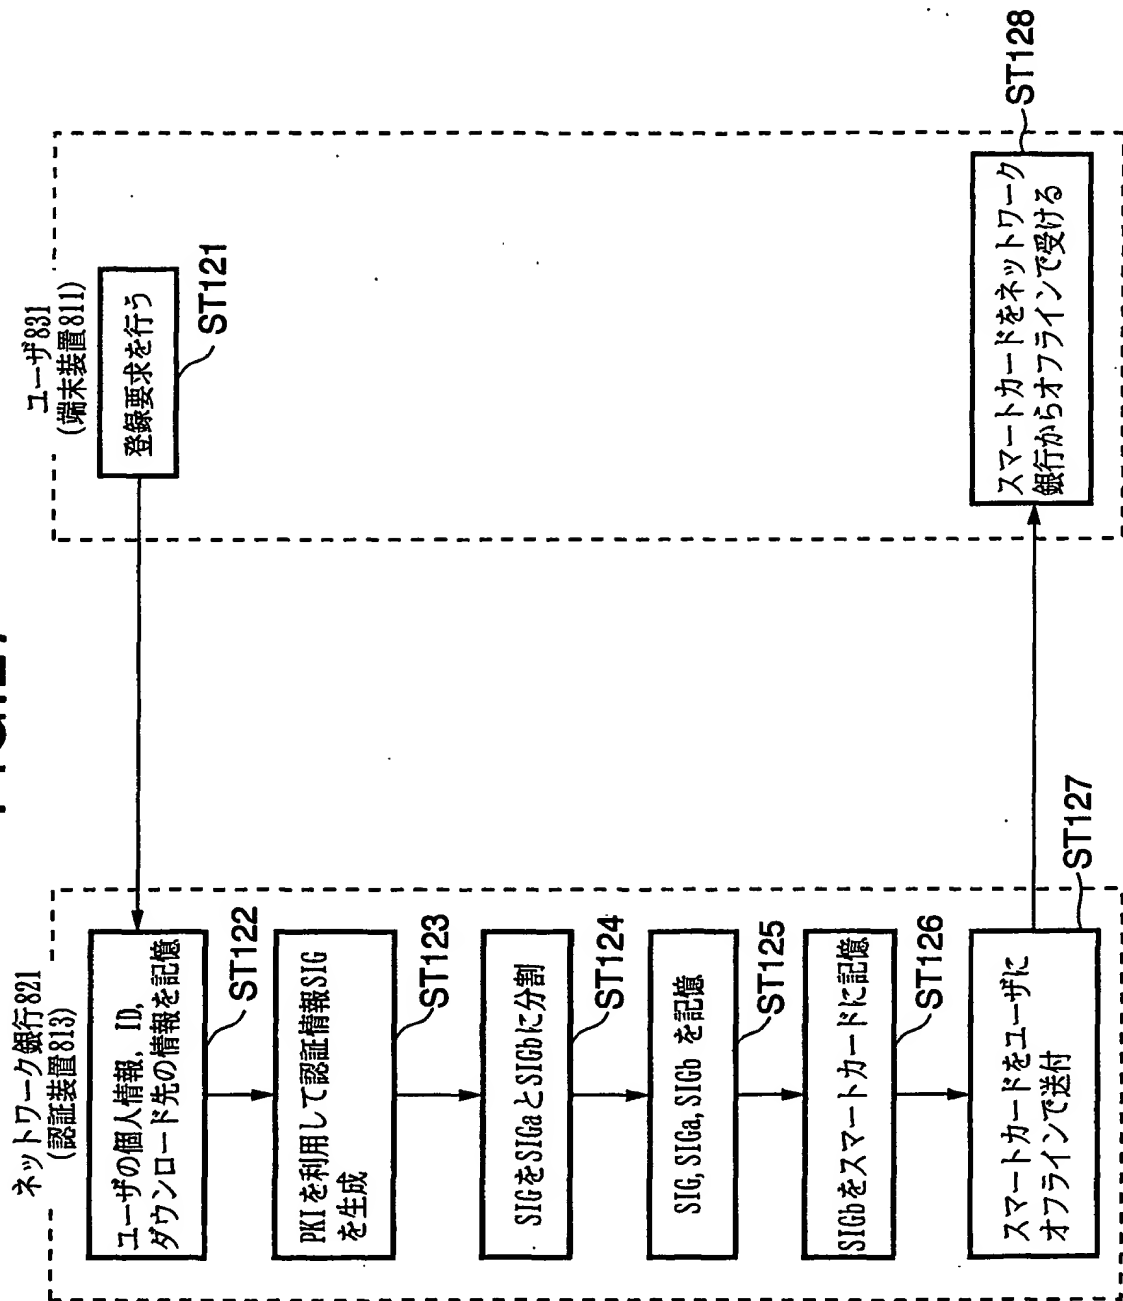 ネットワーク銀行821
(認証装置813)
ユーザの個人情報, ID,
ダウンロード先の情報を記憶
ST122
PKIを利用して認証情報SIG
を生成
ST123
SIGをSIGaとSIGbに分割
ST124
SIG, SIGa, SIGb を記憶
ST125
SIGbをスマートカードに記憶
ST126
スマートカードをユーザに
オフラインで送付
ST127
ユーザ831
(端末装置811)
登録要求を行う
ST121
スマートカードをネットワーク
銀行からオフラインで受ける
ST128